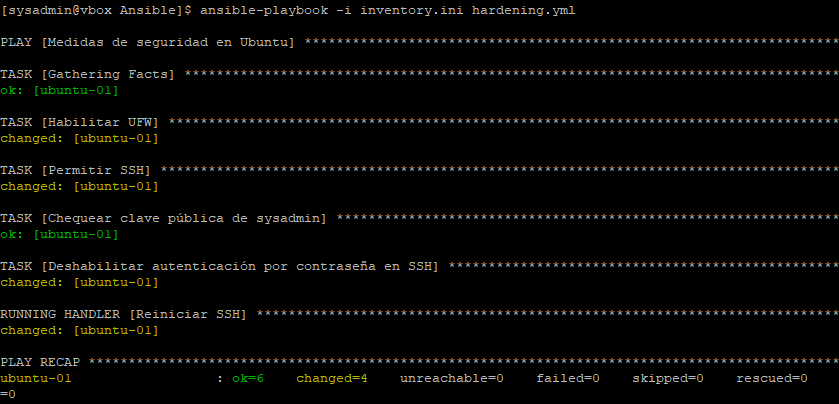 [sysadmin@vbox Ansible]$ ansible-playbook -i inventory.ini hardening.yml
PLAY [Medidas de seguridad en Ubuntu] *******************************************************************
TASK [Gathering Facts] **********************************************************************************
ok: [ubuntu-01]
TASK [Habilitar UFW] ************************************************************************************
changed: [ubuntu-01]
TASK [Permitir SSH] *************************************************************************************
changed: [ubuntu-01]
TASK [Chequear clave pública de sysadmin] ***************************************************************
ok: [ubuntu-01]
TASK [Deshabilitar autenticación por contraseña en SSH] *************************************************
changed: [ubuntu-01]
RUNNING HANDLER [Reiniciar SSH] *************************************************************************
changed: [ubuntu-01]
PLAY RECAP **********************************************************************************************
ubuntu-01                  : ok=6    changed=4    unreachable=0    failed=0    skipped=0    rescued=0
=0